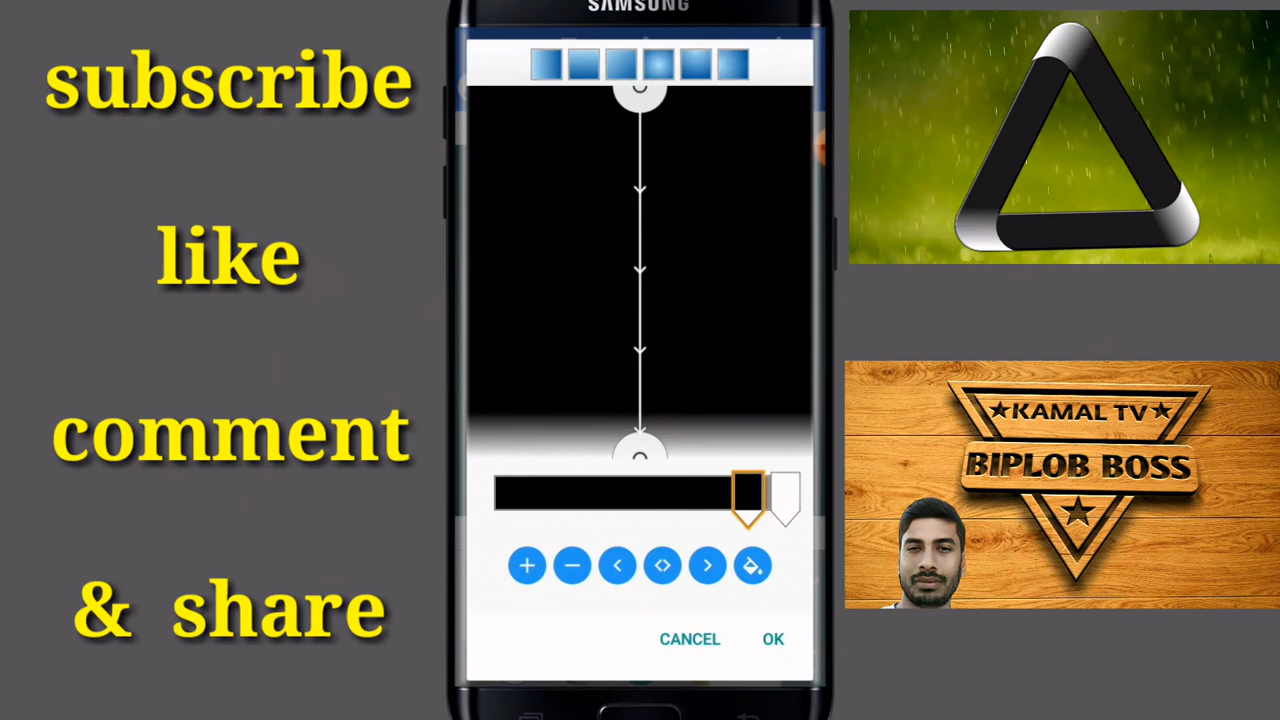 subscribe
like
comment
& share
SAMSUNG
CANCEL OK
KAMAL TV
BIPLOB BOSS